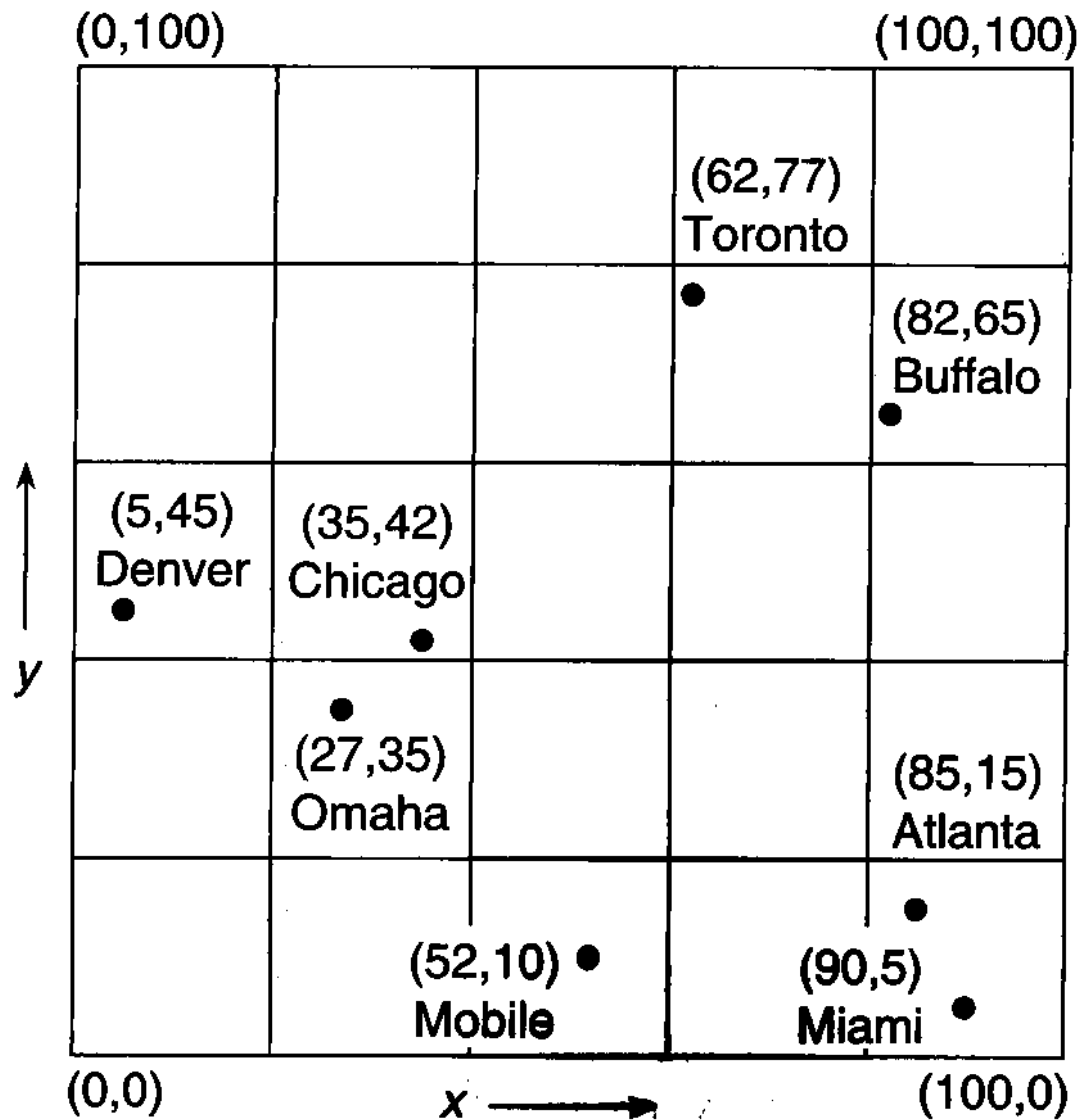 (0,100)
(100,100)
(62,77)
Toronto
(82,65)
Buffalo
(5,45)
Denver
(35,42)
Chicago
y
(27,35)
Omaha
(85,15)
Atlanta
(52,10)
Mobile
(90,5)
Miami
(0,0)
x
(100,0)